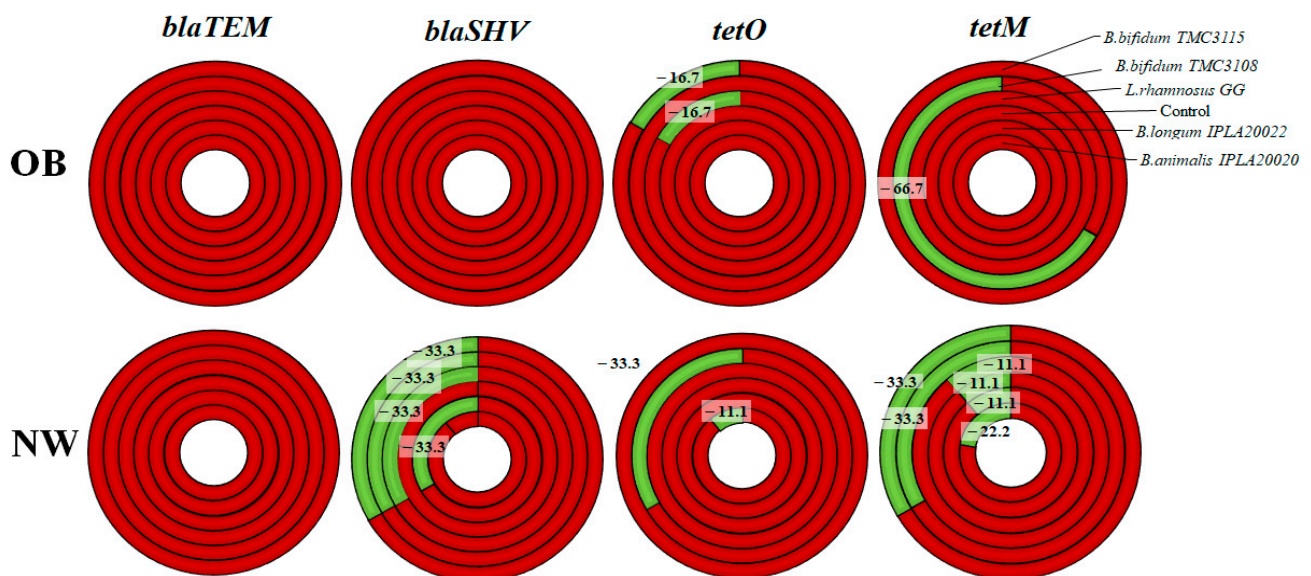 blaTEM
blaSHV
tetO
tetM
B.bifidum TMC3115
B.bifidum TMC3108
L.rhamnosus GG
Control
B.longum IPLA20022
B.animalis IPLA20020
OB
−16.7
−16.7
−66.7
NW
−33.3
−33.3
−33.3
−33.3
−33.3
−11.1
−33.3
−33.3
−11.1
−11.1
−11.1
−22.2